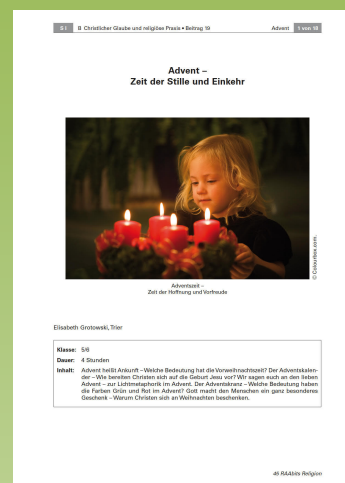 S I B Christlicher Glaube und religiöse Praxis • Beitrag 19 Advent 1 von 18
Advent –
Zeit der Stille und Einkehr
© Colourbox.com.
Adventszeit –
Zeit der Hoffnung und Vorfreude
Elisabeth Grotowski, Trier
Klasse: 5/6
Dauer: 4 Stunden
Inhalt: Advent heißt Ankunft – Welche Bedeutung hat die Vorweihnachtszeit? Der Adventskalen-
der – Wie bereiten Christen sich auf die Geburt Jesu vor? Wir sagen euch an den lieben
Advent – zur Lichtmetaphorik im Advent. Der Adventskranz – Welche Bedeutung haben
die Farben Grün und Rot im Advent? Gott macht den Menschen ein ganz besonderes
Geschenk – Warum Christen sich an Weihnachten beschenken.
45 RAAbits Religion